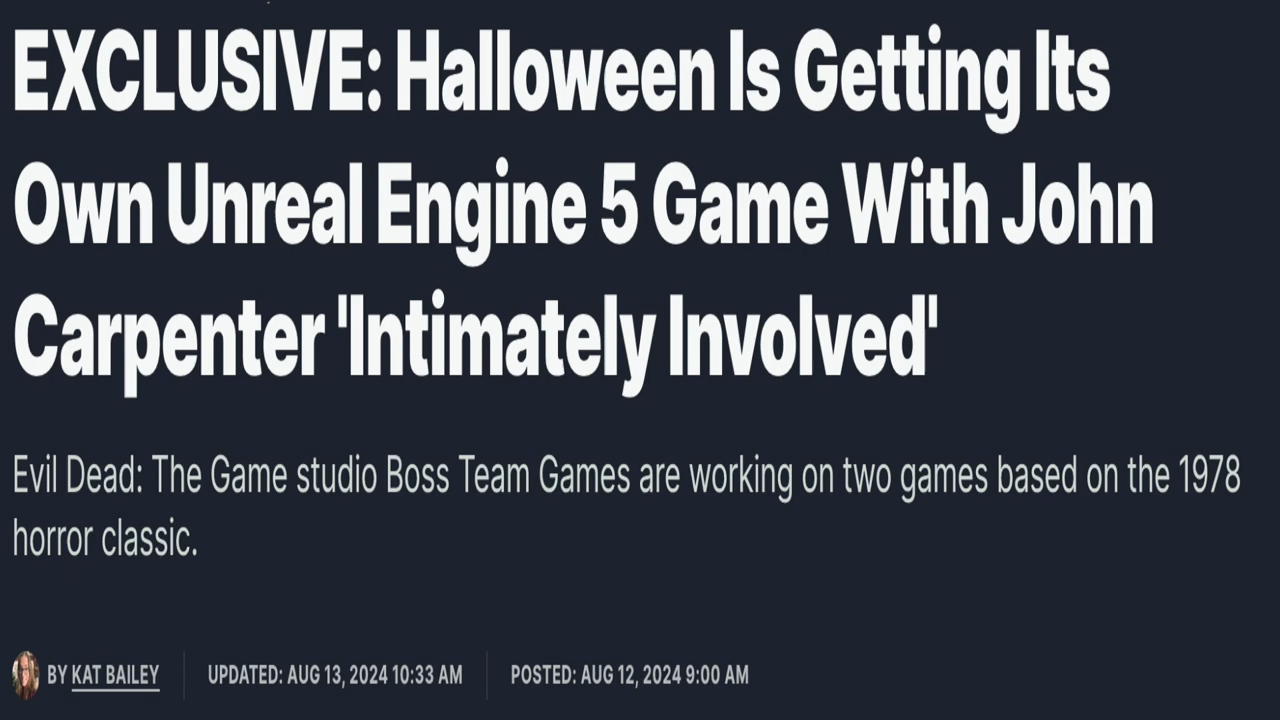 EXCLUSIVE: Halloween Is Getting Its
Own Unreal Engine 5 Game With John
Carpenter 'Intimately Involved'
Evil Dead: The Game studio Boss Team Games are working on two games based on the 1978
horror classic.
BY KAT BAILEY UPDATED: AUG 13, 2024 10:33 AM POSTED: AUG 12, 2024 9:00 AM